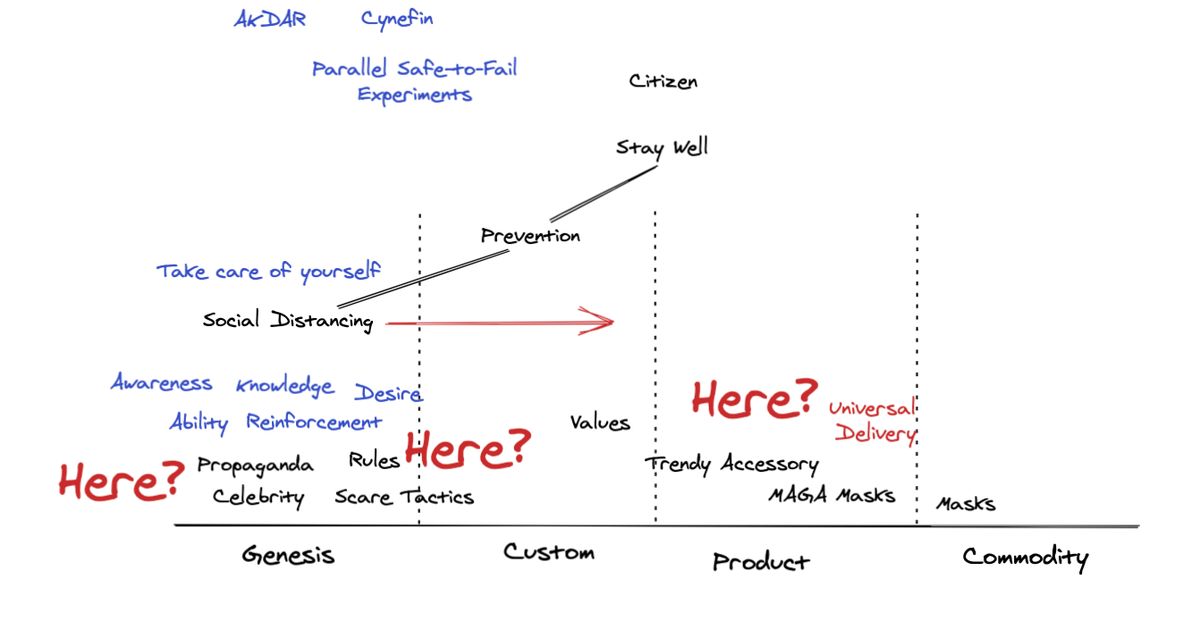 AKDAR Cynefin
Parallel Safe-to-Fail
Experiments
Citizen
Stay Well
Prevention
Take care of yourself
Social Distancing
Awareness Knowledge Desire
Ability Reinforcement
Here?
Universal
Delivery
Values
Here?
Propaganda Rules
Here?
Celebrity Scare Tactics
Trendy Accessory
MAGA Masks
Masks
Genesis Custom Product Commodity